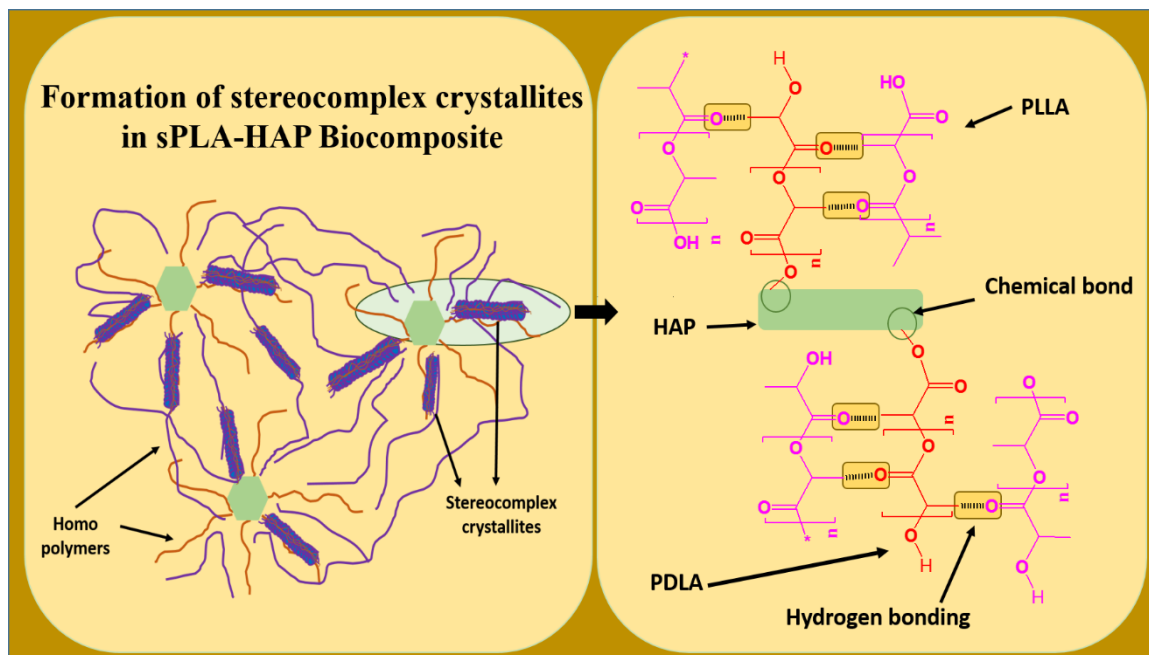 Formation of stereocomplex crystallites
in sPLA-HAP Biocomposite
Homo
polymers
Stereocomplex
crystallites
*
H
O
HO
O
PLLA
O
O
O
O
O
O
O
O
O
n
OH
n
O
n
O
Chemical bond
HAP
OH
O
O
O
O
n
O
O
O
O
O
O
n
O
n
O
*
O
H
O
H
PDLA
Hydrogen bonding